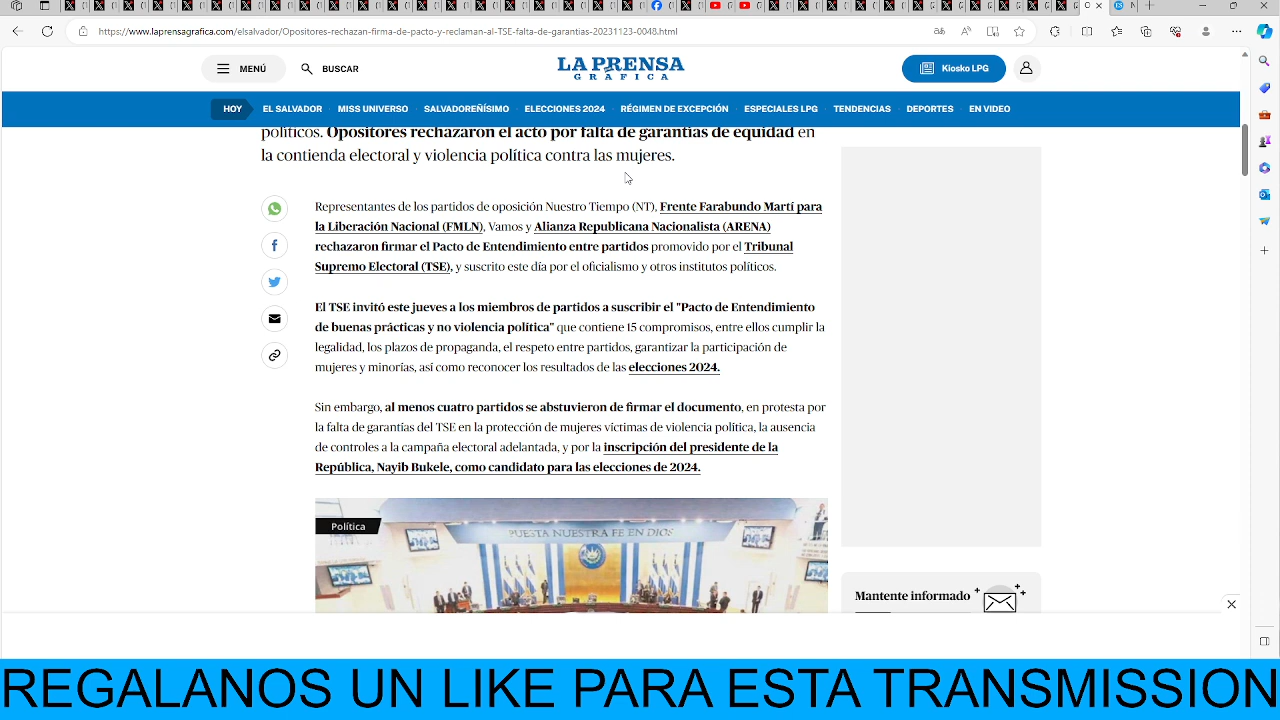 https://www.laprensagrafica.com/elsalvador/Opositores-rechazan-firma-de-pacto-y-reclaman-al-TSE-falta-de-garantias-20231123-0048.html
MENÚ
BUSCAR
LA PRENSA
GRÁFICA
Kiosko LPG
HOY
EL SALVADOR
MISS UNIVERSO
SALVADOREÑÍSIMO
ELECCIONES 2024
RÉGIMEN DE EXCEPCIÓN
ESPECIALES LPG
TENDENCIAS
DEPORTES
EN VIDEO
políticos. Opositores rechazaron el acto por falta de garantías de equidad en
la contienda electoral y violencia política contra las mujeres.
Representantes de los partidos de oposición Nuestro Tiempo (NT), Frente Farabundo Martí para
la Liberación Nacional (FMLN), Vamos y Alianza Republicana Nacionalista (ARENA)
rechazaron firmar el Pacto de Entendimiento entre partidos promovido por el Tribunal
Supremo Electoral (TSE), y suscrito este día por el oficialismo y otros institutos políticos.
El TSE invitó este jueves a los miembros de partidos a suscribir el "Pacto de Entendimiento
de buenas prácticas y no violencia política" que contiene 15 compromisos, entre ellos cumplir la
legalidad, los plazos de propaganda, el respeto entre partidos, garantizar la participación de
mujeres y minorías, así como reconocer los resultados de las elecciones 2024.
Sin embargo, al menos cuatro partidos se abstuvieron de firmar el documento, en protesta por
la falta de garantías del TSE en la protección de mujeres víctimas de violencia política, la ausencia
de controles a la campaña electoral adelantada, y por la inscripción del presidente de la
República, Nayib Bukele, como candidato para las elecciones de 2024.
Política
PUESTA NUESTRA FE EN DIOS
Mantente informado
REGALANOS UN LIKE PARA ESTA TRANSMISSION